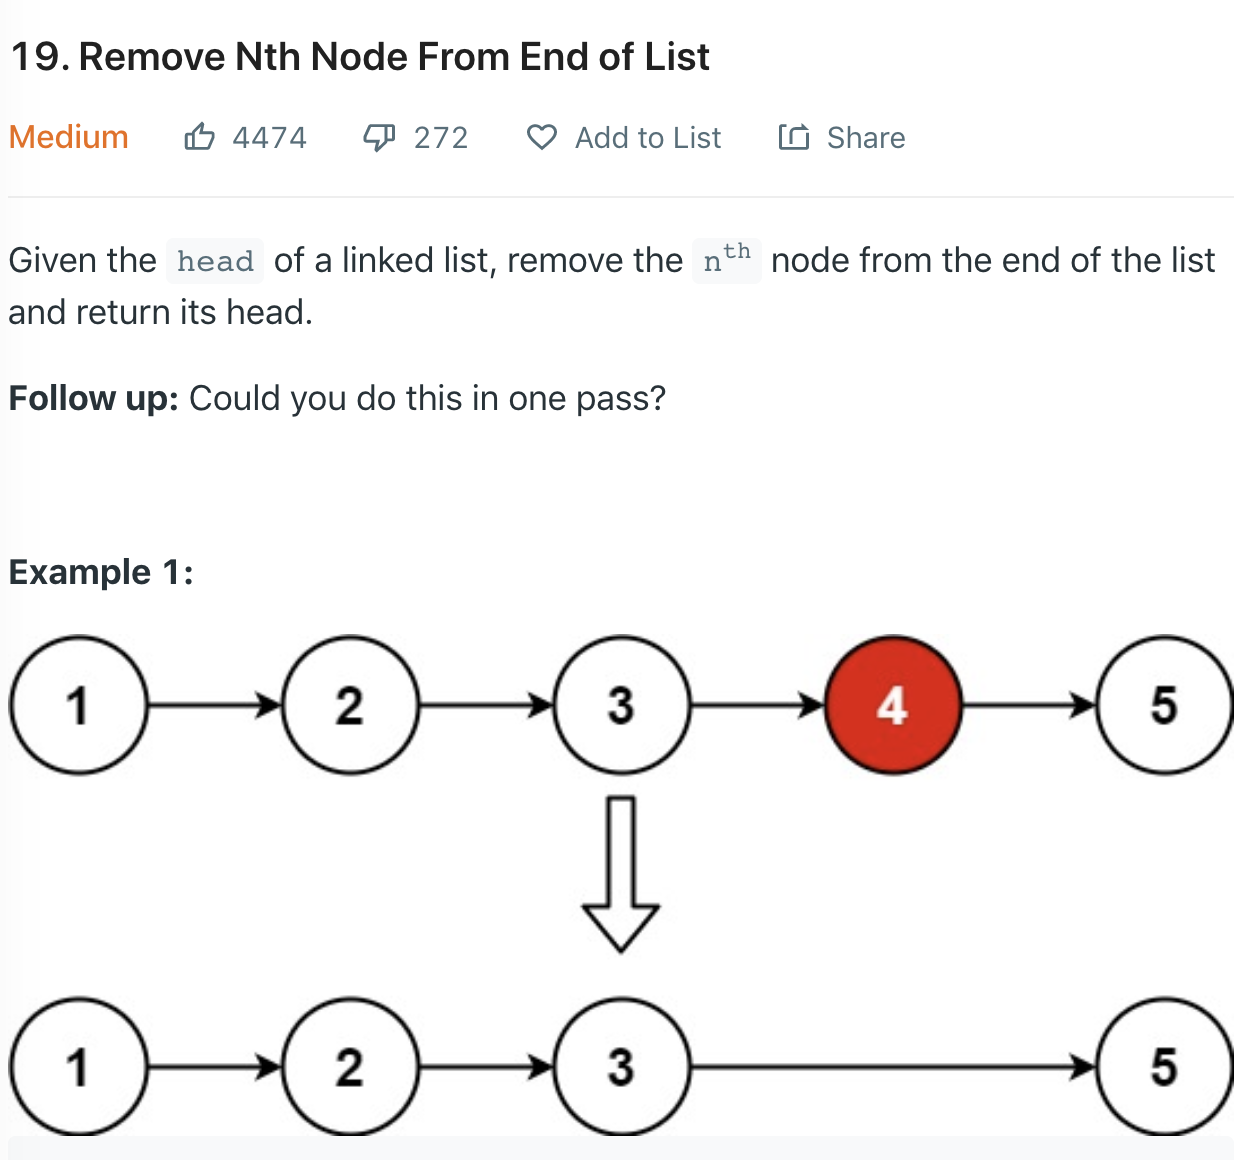 19. Remove Nth Node From End of List
Medium 4474 272 Add to List Share
Given the head of a linked list, remove the nth node from the end of the list
and return its head.
Follow up: Could you do this in one pass?
Example 1:
1 2 3 4 5
1 2 3 5